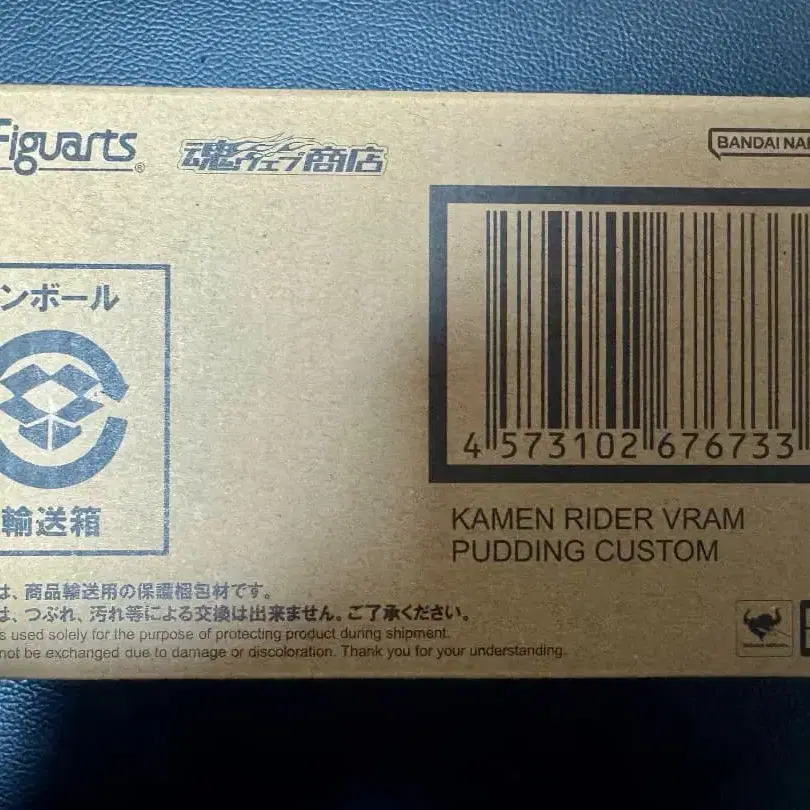 Figuarts®
魂ウェブ商店
BANDAI NA
ンボール
輸送箱
4 573102 676733
KAMEN RIDER VRAM
PUDDING CUSTOM
は、商品輸送用の保護梱包材です。
は、つぶれ、汚れ等による交換は出来ません。ご了承ください。
s used solely for the purpose of protecting product during shipment.
not be exchanged due to damage or discoloration. Thank you for your understanding.